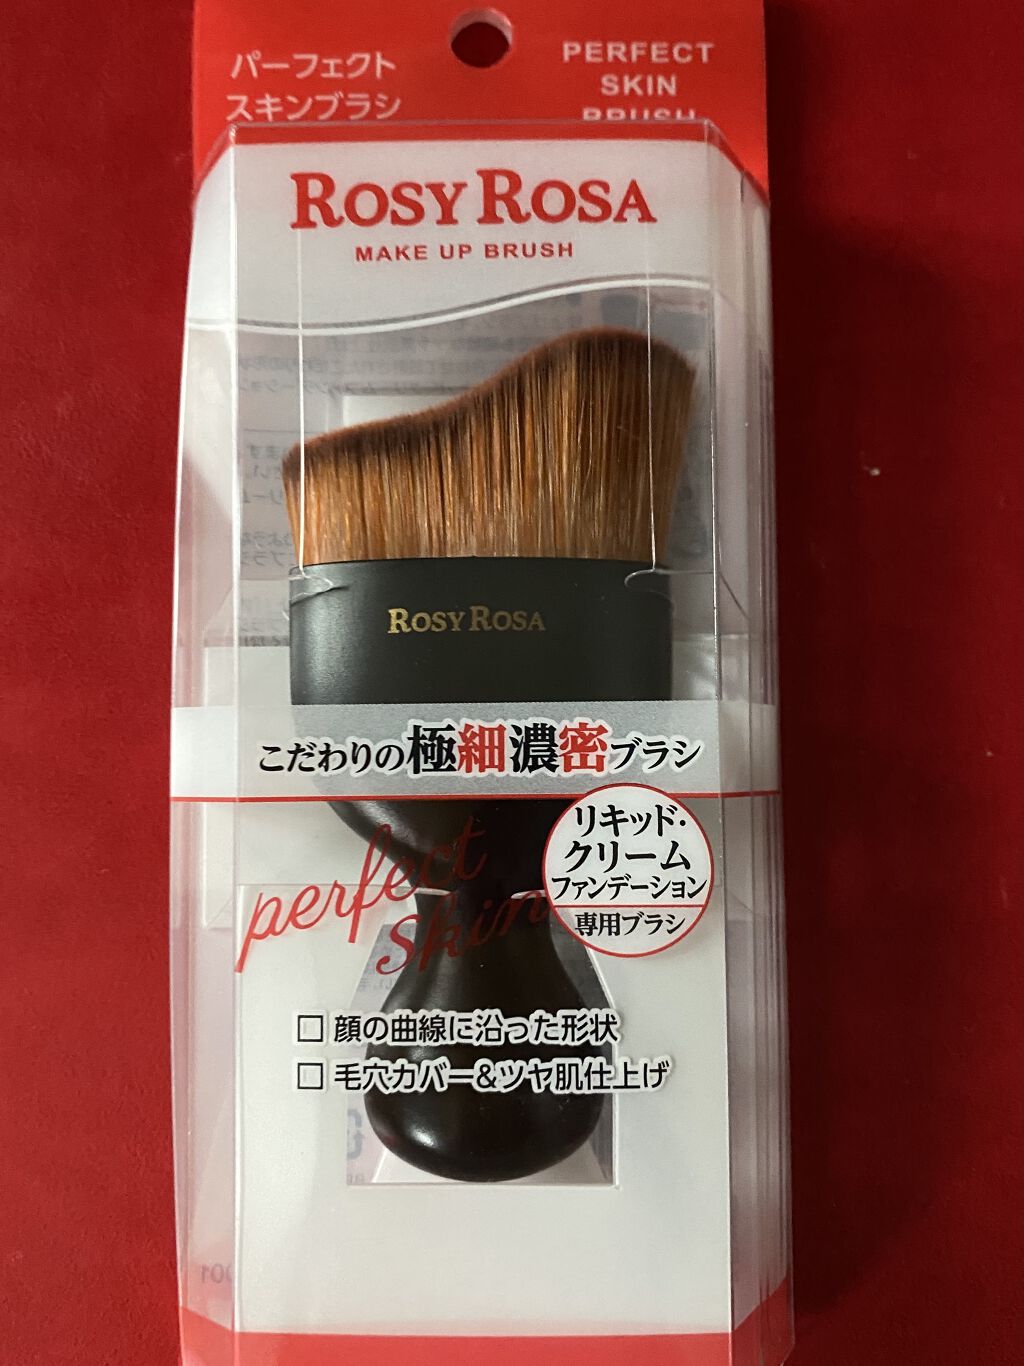 パーフェクト
スキンブラシ
PERFECT
SKIN
BRUSH
ROSY ROSA
MAKE UP BRUSH
ROSY ROSA
こだわりの極細濃密ブラシ
リキッド・
クリーム
ファンデーション
専用ブラシ
perfect
skin
□ 顔の曲線に沿った形状
□ 毛穴カバー&ツヤ肌仕上げ